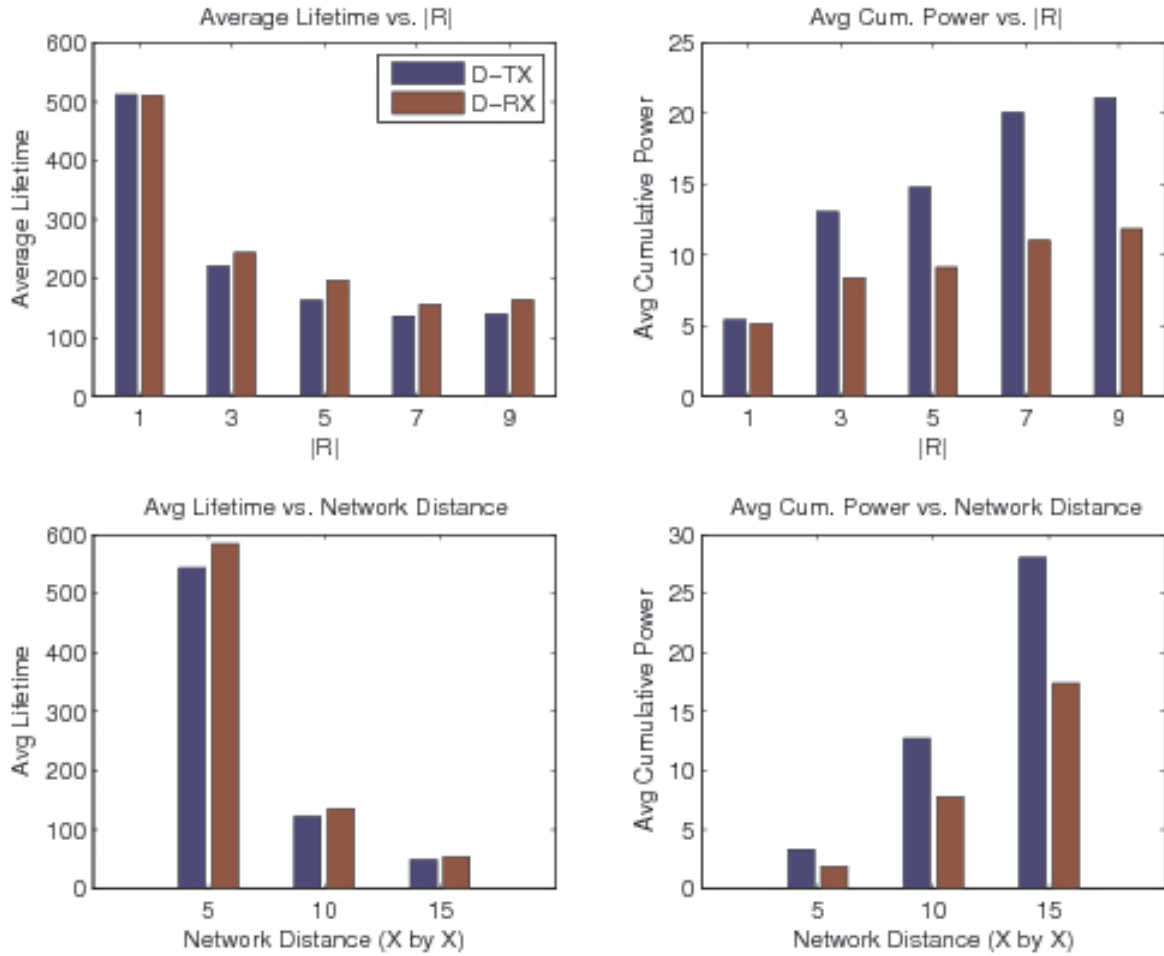 Average Lifetime vs. |R|
600
500
400
300
200
100
0
Average Lifetime
D-TX
D-RX
1 3 5 7 9
|R|
Avg Cum. Power vs. |R|
25
20
15
10
5
0
Avg Cumulative Power
1 3 5 7 9
|R|
Avg Lifetime vs. Network Distance
600
500
400
300
200
100
0
Avg Lifetime
5 10 15
Network Distance (X by X)
Avg Cum. Power vs. Network Distance
30
25
20
15
10
5
0
Avg Cumulative Power
5 10 15
Network Distance (X by X)